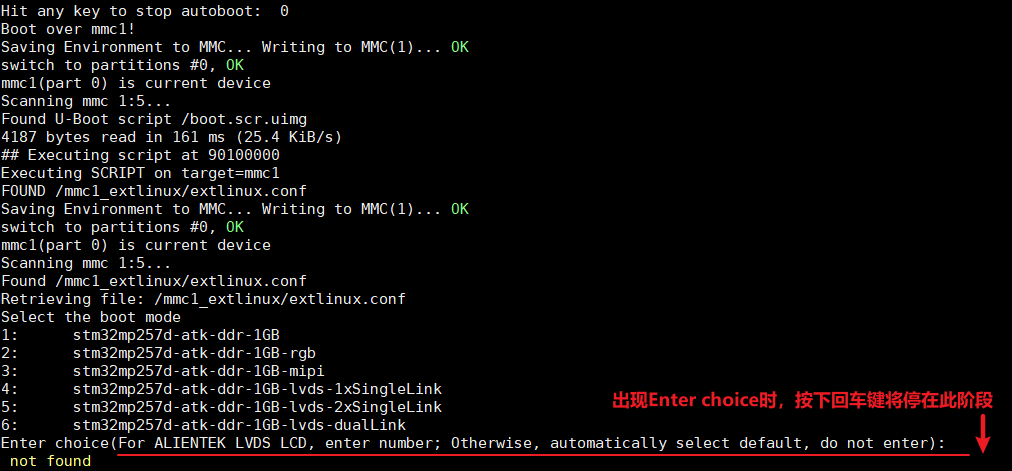 Hit any key to stop autoboot:  0
Boot over mmc1!
Saving Environment to MMC... Writing to MMC(1)... OK
switch to partitions #0, OK
mmc1(part 0) is current device
Scanning mmc 1:5...
Found U-Boot script /boot.scr.uimg
4187 bytes read in 161 ms (25.4 KiB/s)
## Executing script at 90100000
Executing SCRIPT on target=mmc1
FOUND /mmc1_extlinux/extlinux.conf
Saving Environment to MMC... Writing to MMC(1)... OK
switch to partitions #0, OK
mmc1(part 0) is current device
Scanning mmc 1:5...
Found /mmc1_extlinux/extlinux.conf
Retrieving file: /mmc1_extlinux/extlinux.conf
Select the boot mode
1:      stm32mp257d-atk-ddr-1GB
2:      stm32mp257d-atk-ddr-1GB-rgb
3:      stm32mp257d-atk-ddr-1GB-mipi
4:      stm32mp257d-atk-ddr-1GB-lvds-1xSingleLink
5:      stm32mp257d-atk-ddr-1GB-lvds-2xSingleLink
出现Enter choice时，按下回车键将停在此阶段
6:      stm32mp257d-atk-ddr-1GB-lvds-dualLink
Enter choice(For ALIENTEK LVDS LCD, enter number; Otherwise, automatically select default, do not enter):
not found